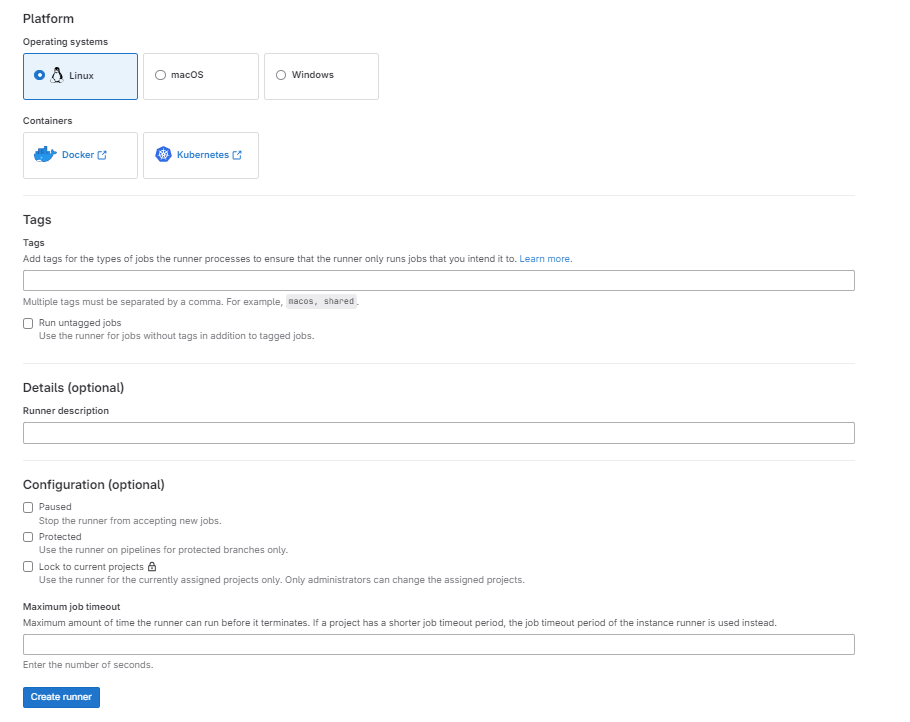 Platform
Operating systems
Linux
macOS
Windows
Containers
Docker
Kubernetes
Tags
Tags
Add tags for the types of jobs the runner processes to ensure that the runner only runs jobs that you intend it to. Learn more.
Multiple tags must be separated by a comma. For example, macos, shared.
Run untagged jobs
Use the runner for jobs without tags in addition to tagged jobs.
Details (optional)
Runner description
Configuration (optional)
Paused
Stop the runner from accepting new jobs.
Protected
Use the runner on pipelines for protected branches only.
Lock to current projects
Use the runner for the currently assigned projects only. Only administrators can change the assigned projects.
Maximum job timeout
Maximum amount of time the runner can run before it terminates. If a project has a shorter job timeout period, the job timeout period of the instance runner is used instead.
Enter the number of seconds.
Create runner